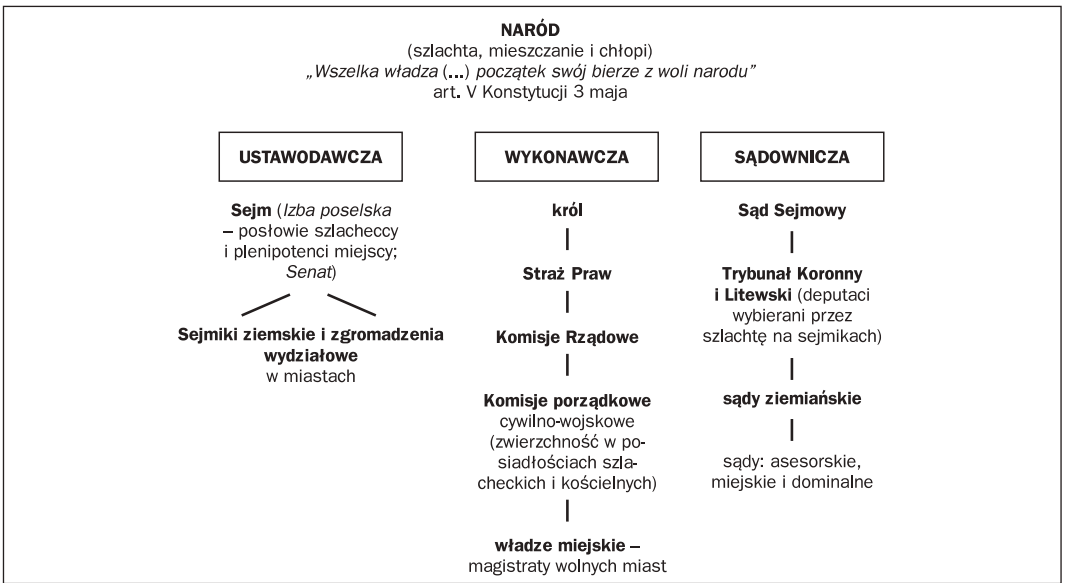 NARÓD
(szlachta, mieszczanie i chłopi)
„Wszelka władza (...) początek swój bierze z woli narodu”
art. V Konstytucji 3 maja
USTAWODAWCZA
Sejm (Izba poselska
– posłowie szlacheccy
i plenipotenci miejscy;
Senat)
Sejmiki ziemskie i zgromadzenia
wydziałowe
w miastach
WYKONAWCZA
król
Straż Praw
Komisje Rządowe
Komisje porządkowe
cywilno-wojskowe
(zwierzchność w po-
siadłościach szla-
checkich i kościelnych)
władze miejskie –
magistraty wolnych miast
SĄDOWNICZA
Sąd Sejmowy
Trybunał Koronny
i Litewski (deputaci
wybierani przez
szlachtę na sejmikach)
sądy ziemiańskie
sądy: asesorskie,
miejskie i dominalne